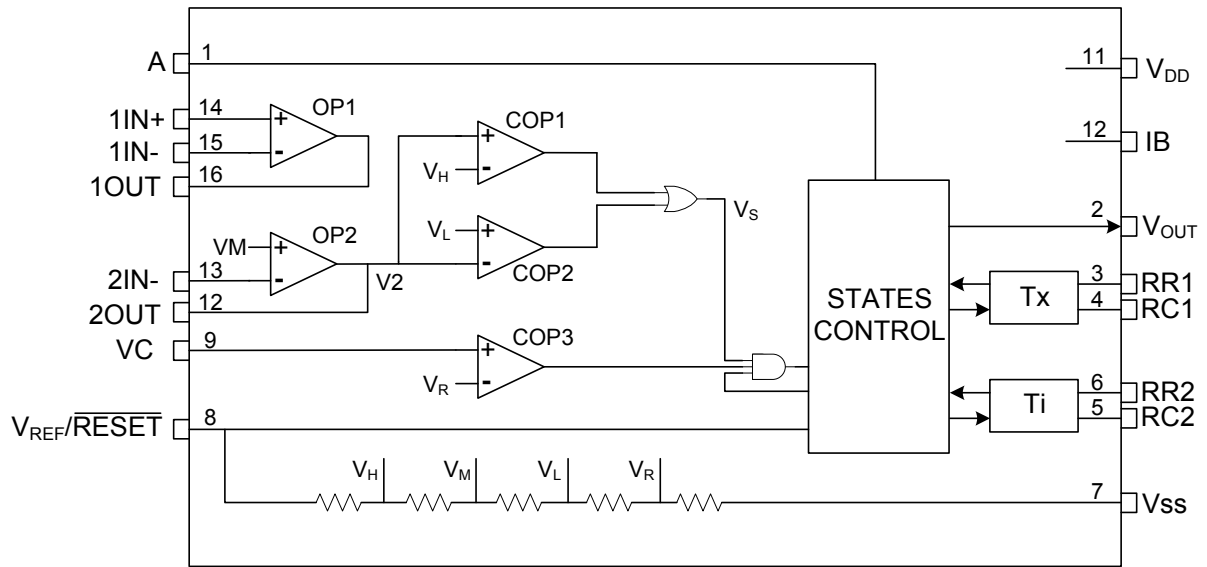 A 1
11 VDD
1IN+ 14
OP1
COP1
1IN- 15
12 IB
1OUT 16
VH
VS
2 VOUT
VL
VM
OP2
COP2
2IN- 13
V2
3 RR1
Tx
4 RC1
2OUT 12
STATES
CONTROL
VC 9
COP3
VR
6 RR2
Ti
5 RC2
VREF/RESET 8
VH
VM
VL
VR
7 Vss
+
-
+
-
+
-
+
-
+
-